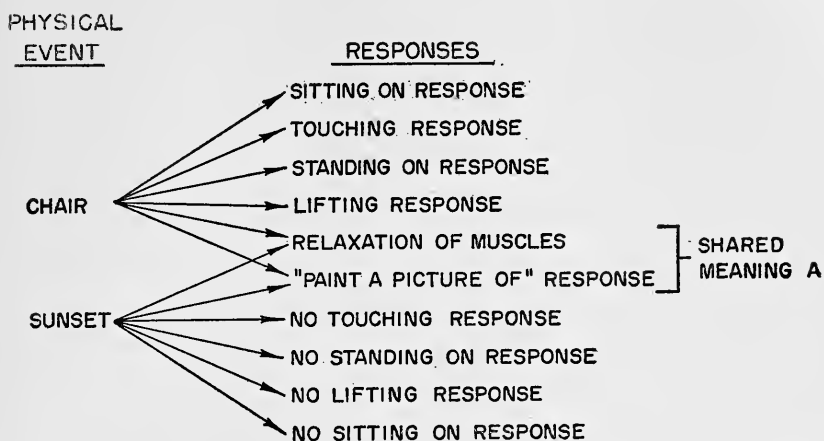 PHYSICAL
EVENT
RESPONSES
SITTING ON RESPONSE
TOUCHING RESPONSE
STANDING ON RESPONSE
CHAIR
LIFTING RESPONSE
RELAXATION OF MUSCLES
SHARED
MEANING A
"PAINT A PICTURE OF" RESPONSE
SUNSET
NO TOUCHING RESPONSE
NO STANDING ON RESPONSE
NO LIFTING RESPONSE
NO SITTING ON RESPONSE